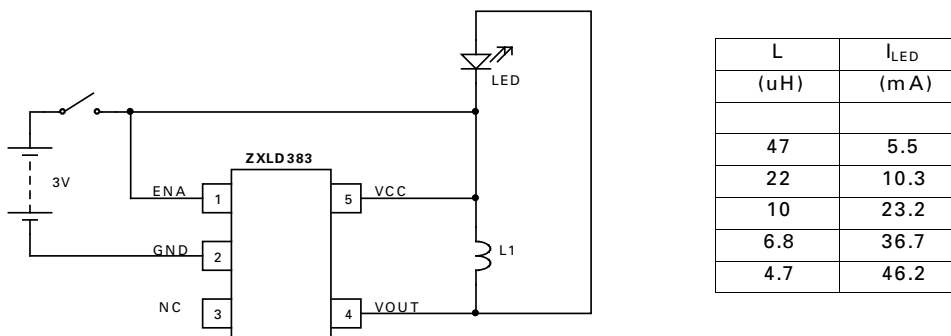 LED
ZXLD383
3V
ENA 1 5 VCC
GND 2
L1
NC 3 4 VOUT
L I_LED
(uH) (mA)
47 5.5
22 10.3
10 23.2
6.8 36.7
4.7 46.2